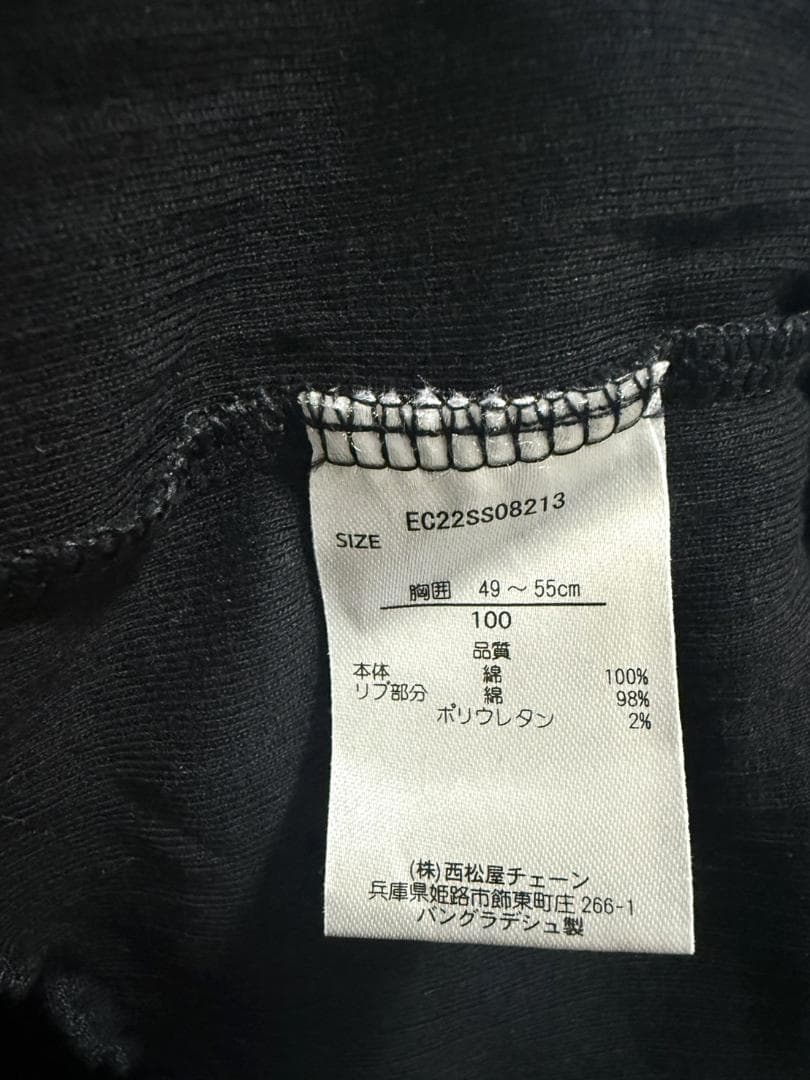 EC22SS08213
SIZE
胸囲 49～55cm
100
品質
本体 綿 100%
リブ部分 綿 98%
ポリウレタン 2%
(株)西松屋チェーン
兵庫県姫路市飾東町庄 266-1
バングラデシュ製